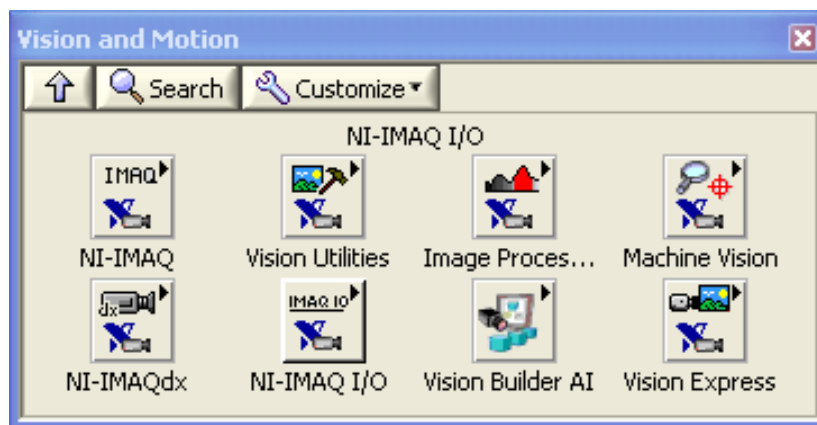 Vision and Motion
Search Customize
NI-IMAQ I/O
IMAQ
NI-IMAQ Vision Utilities Image Proces... Machine Vision
dx IMAQ IO
NI-IMAQdx NI-IMAQ I/O Vision Builder AI Vision Express